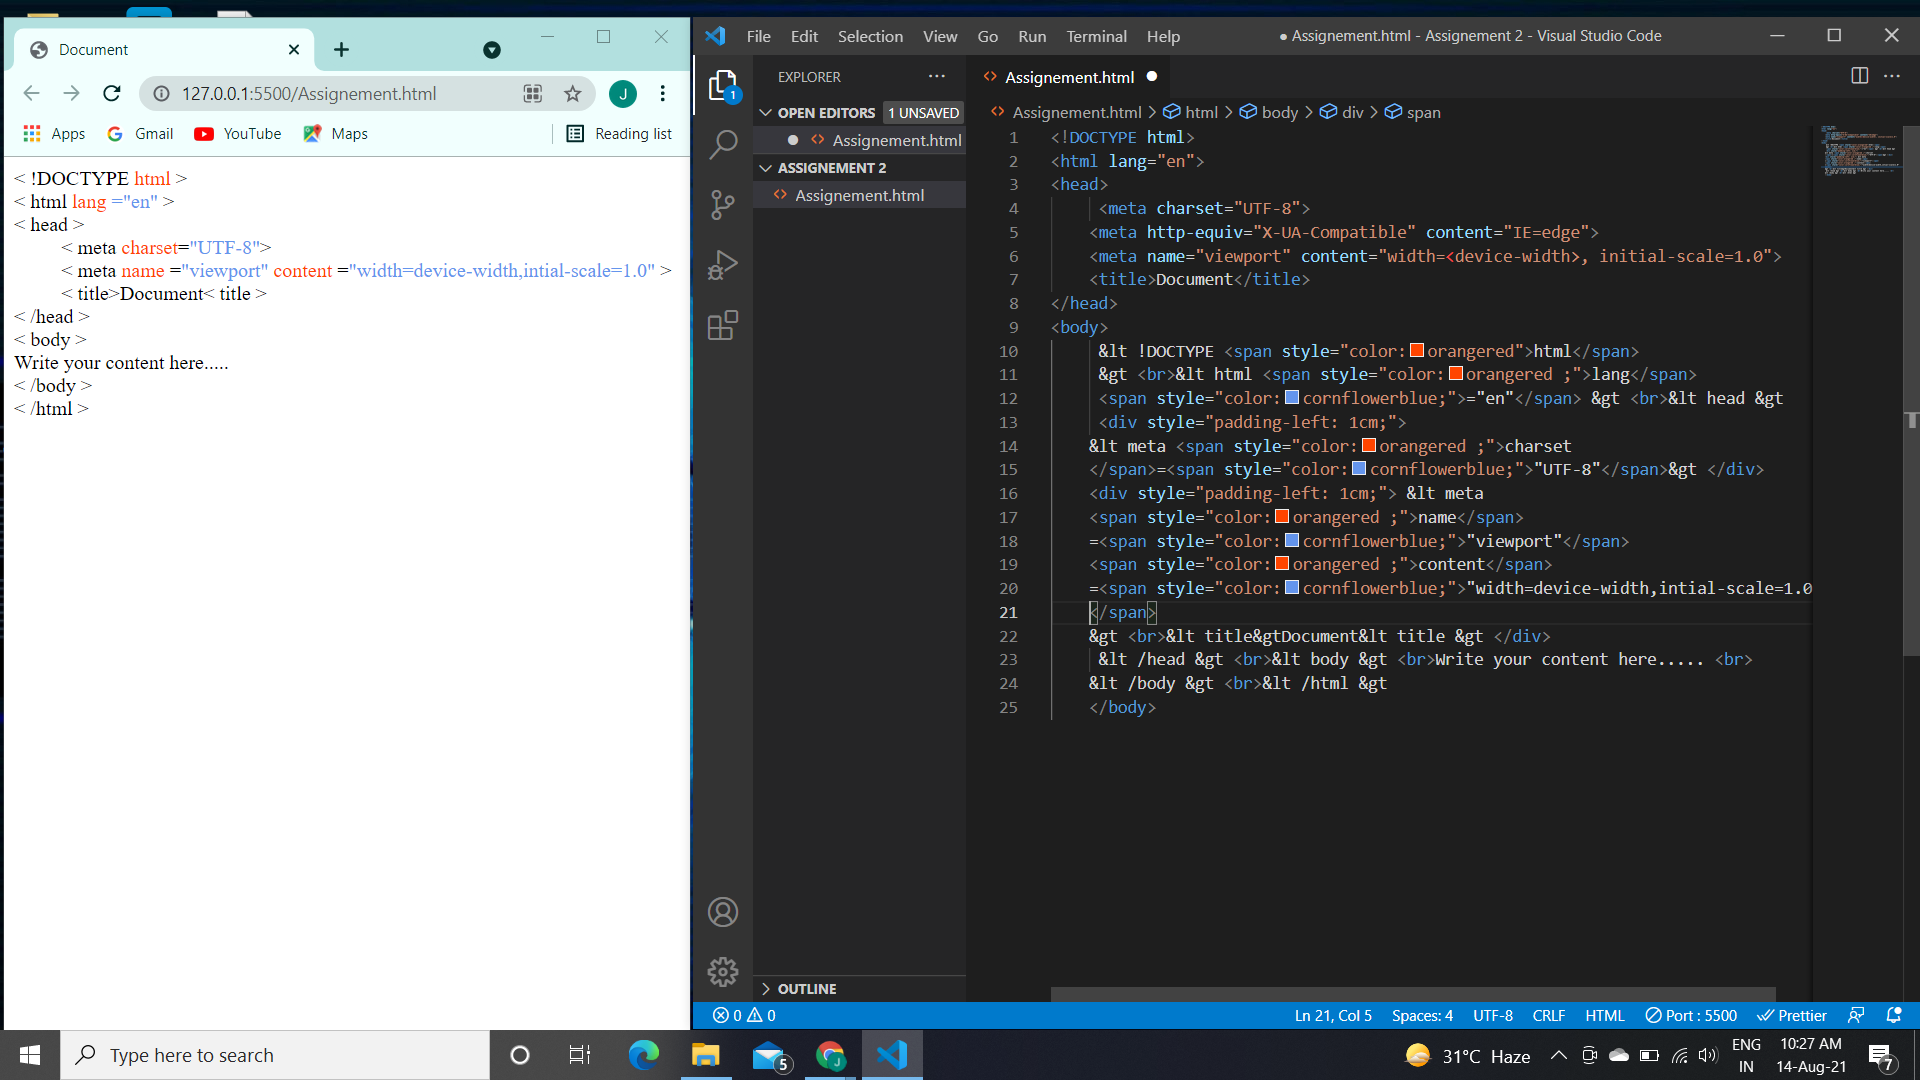 Document
127.0.0.1:5500/Assignement.html
J
Apps Gmail YouTube Maps Reading list
< !DOCTYPE html >
< html lang ="en" >
< head >
< meta charset="UTF-8">
< meta name ="viewport" content ="width=device-width,intial-scale=1.0" >
< title>Document< title >
< /head >
< body >
Write your content here.....
< /body >
< /html >
File Edit Selection View Go Run Terminal Help
● Assignement.html - Assignement 2 - Visual Studio Code
1
EXPLORER
OPEN EDITORS 1 UNSAVED
Assignement.html
ASSIGNEMENT 2
Assignement.html
OUTLINE
Assignement.html
Assignement.html > html > body > div > span
1 <!DOCTYPE html>
2 <html lang="en">
3 <head>
4 <meta charset="UTF-8">
5 <meta http-equiv="X-UA-Compatible" content="IE=edge">
6 <meta name="viewport" content="width=<device-width>, initial-scale=1.0">
7 <title>Document</title>
8 </head>
9 <body>
10 &lt !DOCTYPE <span style="color:orangered">html</span>
11 &gt <br>&lt html <span style="color:orangered ;">lang</span>
12 <span style="color:cornflowerblue;">="en"</span> &gt <br>&lt head &gt
13 <div style="padding-left: 1cm;">
14 &lt meta <span style="color:orangered ;">charset
15 </span>=<span style="color:cornflowerblue;">"UTF-8"</span>&gt </div>
16 <div style="padding-left: 1cm;"> &lt meta
17 <span style="color:orangered ;">name</span>
18 =<span style="color:cornflowerblue;">"viewport"</span>
19 <span style="color:orangered ;">content</span>
20 =<span style="color:cornflowerblue;">"width=device-width,intial-scale=1.0
21 </span>
22 &gt <br>&lt title&gtDocument&lt title &gt </div>
23 &lt /head &gt <br>&lt body &gt <br>Write your content here..... <br>
24 &lt /body &gt <br>&lt /html &gt
25 </body>
0 0
Ln 21, Col 5 Spaces: 4 UTF-8 CRLF HTML Port : 5500 Prettier
Type here to search
5
J
31°C Haze
ENG
IN
10:27 AM
14-Aug-21
7